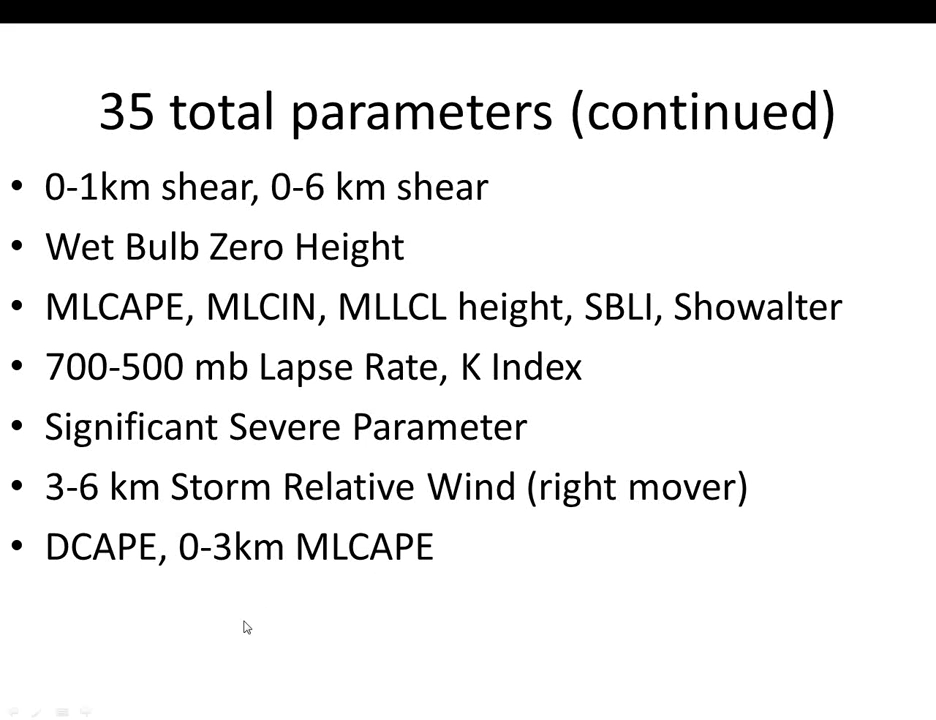 35 total parameters (continued)
• 0-1km shear, 0-6 km shear
• Wet Bulb Zero Height
• MLCAPE, MLCIN, MLLCL height, SBLI, Showalter
• 700-500 mb Lapse Rate, K Index
• Significant Severe Parameter
• 3-6 km Storm Relative Wind (right mover)
• DCAPE, 0-3km MLCAPE